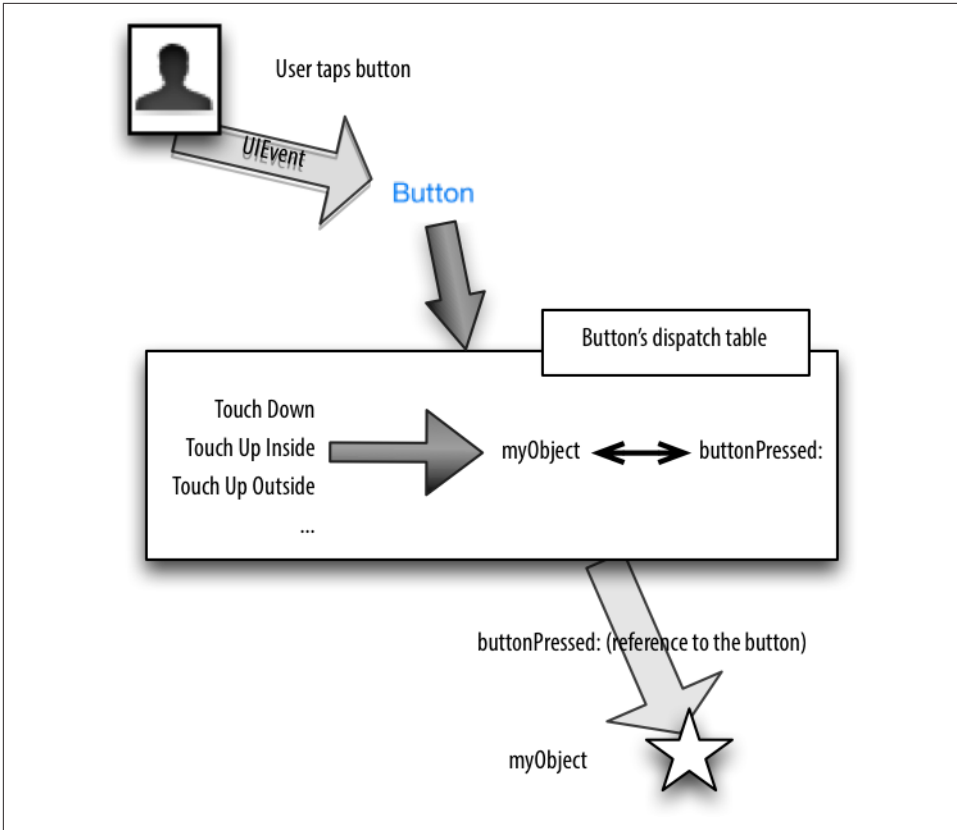 User taps button
UIEvent
Button
Button's dispatch table
Touch Down
Touch Up Inside
Touch Up Outside
...
myObject
buttonPressed:
buttonPressed: (reference to the button)
myObject